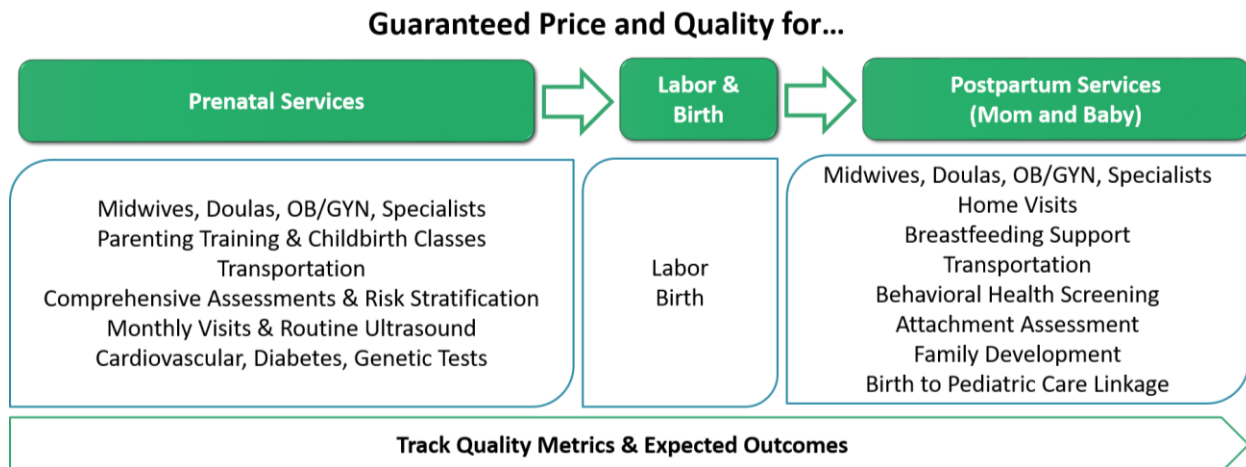 Guaranteed Price and Quality for…
Prenatal Services
Labor &
Birth
Postpartum Services
(Mom and Baby)
Midwives, Doulas, OB/GYN, Specialists
Parenting Training & Childbirth Classes
Transportation
Comprehensive Assessments & Risk Stratification
Monthly Visits & Routine Ultrasound
Cardiovascular, Diabetes, Genetic Tests
Labor
Birth
Midwives, Doulas, OB/GYN, Specialists
Home Visits
Breastfeeding Support
Transportation
Behavioral Health Screening
Attachment Assessment
Family Development
Birth to Pediatric Care Linkage
Track Quality Metrics & Expected Outcomes